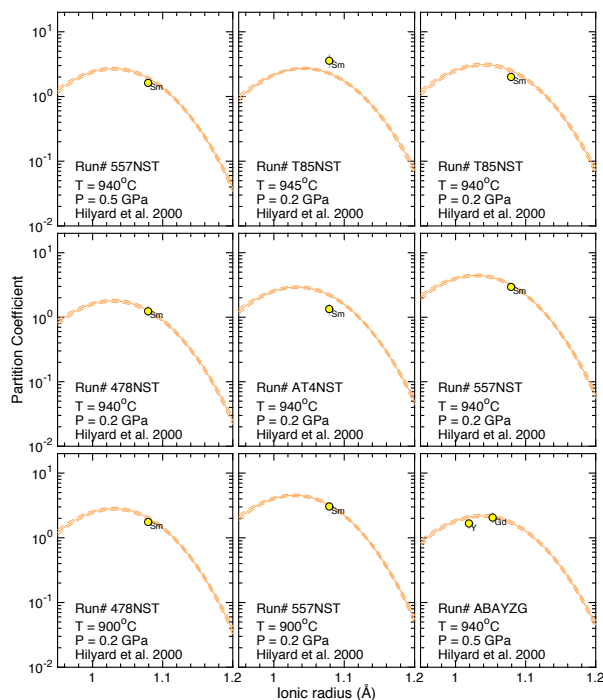 10¹
10⁰
10⁻¹
10⁻²
Sm
Run# 557NST
T = 940°C
P = 0.5 GPa
Hilyard et al. 2000
Sm
Run# T85NST
T = 945°C
P = 0.2 GPa
Hilyard et al. 2000
Sm
Run# T85NST
T = 940°C
P = 0.2 GPa
Hilyard et al. 2000
Partition Coefficient
10¹
10⁰
10⁻¹
10⁻²
Sm
Run# 478NST
T = 940°C
P = 0.2 GPa
Hilyard et al. 2000
Sm
Run# AT4NST
T = 940°C
P = 0.2 GPa
Hilyard et al. 2000
Sm
Run# 557NST
T = 940°C
P = 0.2 GPa
Hilyard et al. 2000
10¹
10⁰
10⁻¹
10⁻²
Sm
Run# 478NST
T = 900°C
P = 0.2 GPa
Hilyard et al. 2000
Sm
Run# 557NST
T = 900°C
P = 0.2 GPa
Hilyard et al. 2000
Y
Gd
Run# ABAYZG
T = 940°C
P = 0.5 GPa
Hilyard et al. 2000
1 1.1 1.2 1 1.1 1.2 1 1.1 1.2
Ionic radius (Å)